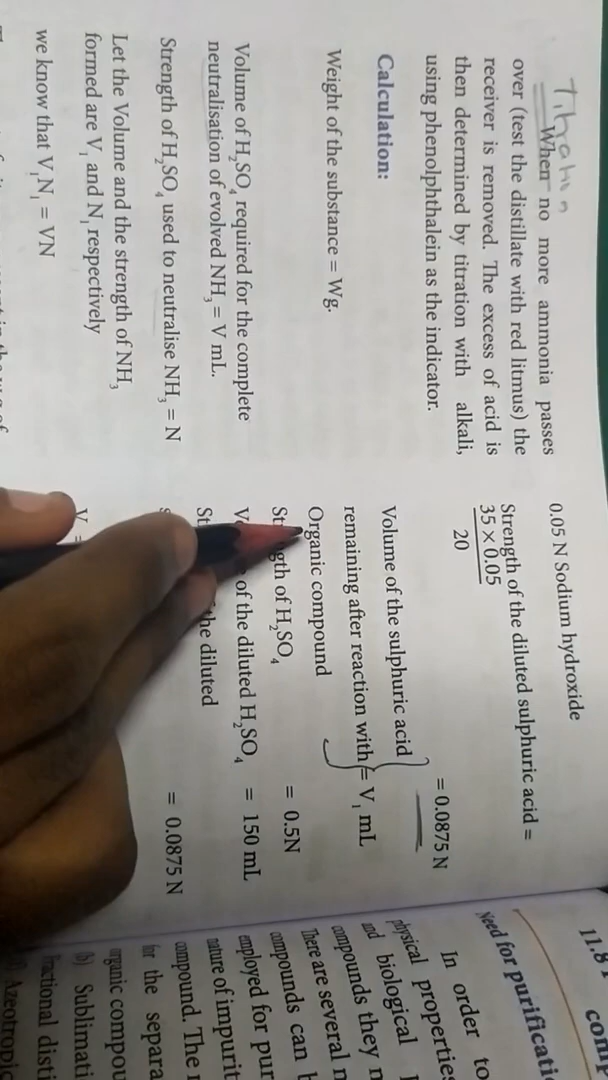 When no more ammonia passes
over (test the distillate with red litmus) the
receiver is removed. The excess of acid is
then determined by titration with alkali,
using phenolphthalein as the indicator.
Calculation:
Weight of the substance = Wg.
Volume of H₂SO₄ required for the complete
neutralisation of evolved NH₃ = V mL.
Strength of H₂SO₄ used to neutralise NH₃ = N
Let the Volume and the strength of NH₃
formed are V₁ and N₁ respectively
we know that V₁N₁ = VN
0.05 N Sodium hydroxide
Strength of the diluted sulphuric acid =
35 × 0.05
20
= 0.0875 N
Volume of the sulphuric acid
remaining after reaction with = V₁ mL
Organic compound
of H₂SO₄ = 0.5N
of the diluted H₂SO₄ = 150 mL
the diluted
= 0.0875 N
11.8
Need for purificati
In order to
physical properties
and biological
compounds they
There are several
compounds can
employed for pur
nature of impurit
compound. The
for the separa
organic compou
(b) Sublimati
disti
Azeotropic